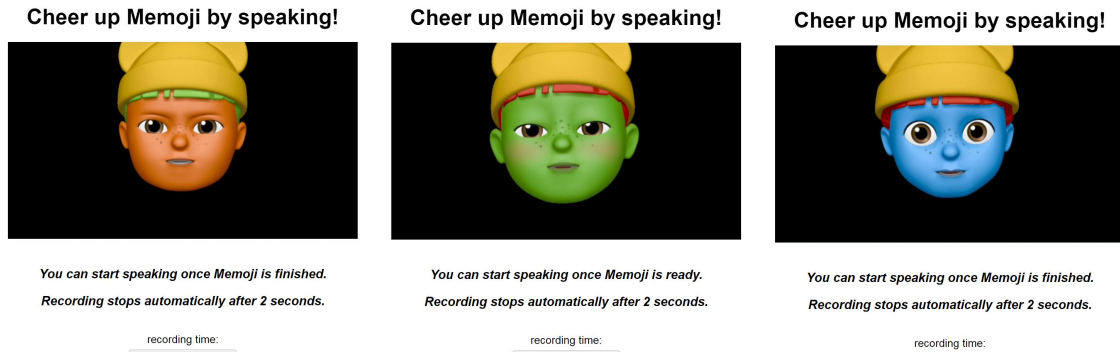 Cheer up Memoji by speaking!
You can start speaking once Memoji is finished.
Recording stops automatically after 2 seconds.
recording time:
Cheer up Memoji by speaking!
You can start speaking once Memoji is ready.
Recording stops automatically after 2 seconds.
recording time:
Cheer up Memoji by speaking!
You can start speaking once Memoji is finished.
Recording stops automatically after 2 seconds.
recording time: